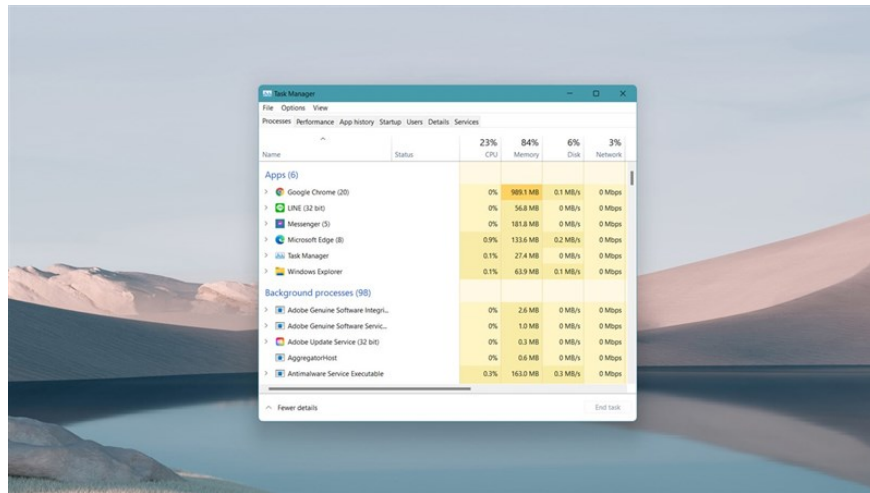 Task Manager
File Options View
Processes Performance App history Startup Users Details Services
23% 84% 6% 3%
Name Status CPU Memory Disk Network
Apps (6)
Google Chrome (20) 0% 989.1 MB 0.1 MB/s 0 Mbps
LINE (32 bit) 0% 56.8 MB 0 MB/s 0 Mbps
Messenger (5) 0% 181.8 MB 0 MB/s 0 Mbps
Microsoft Edge (8) 0.9% 133.6 MB 0.2 MB/s 0 Mbps
Task Manager 0.1% 27.4 MB 0 MB/s 0 Mbps
Windows Explorer 0.1% 63.9 MB 0.1 MB/s 0 Mbps
Background processes (98)
Adobe Genuine Software Integri... 0% 2.6 MB 0 MB/s 0 Mbps
Adobe Genuine Software Servic... 0% 1.0 MB 0 MB/s 0 Mbps
Adobe Update Service (32 bit) 0% 0.3 MB 0 MB/s 0 Mbps
AggregatorHost 0% 0.6 MB 0 MB/s 0 Mbps
Antimalware Service Executable 0.3% 163.0 MB 0.3 MB/s 0 Mbps
Fewer details End task